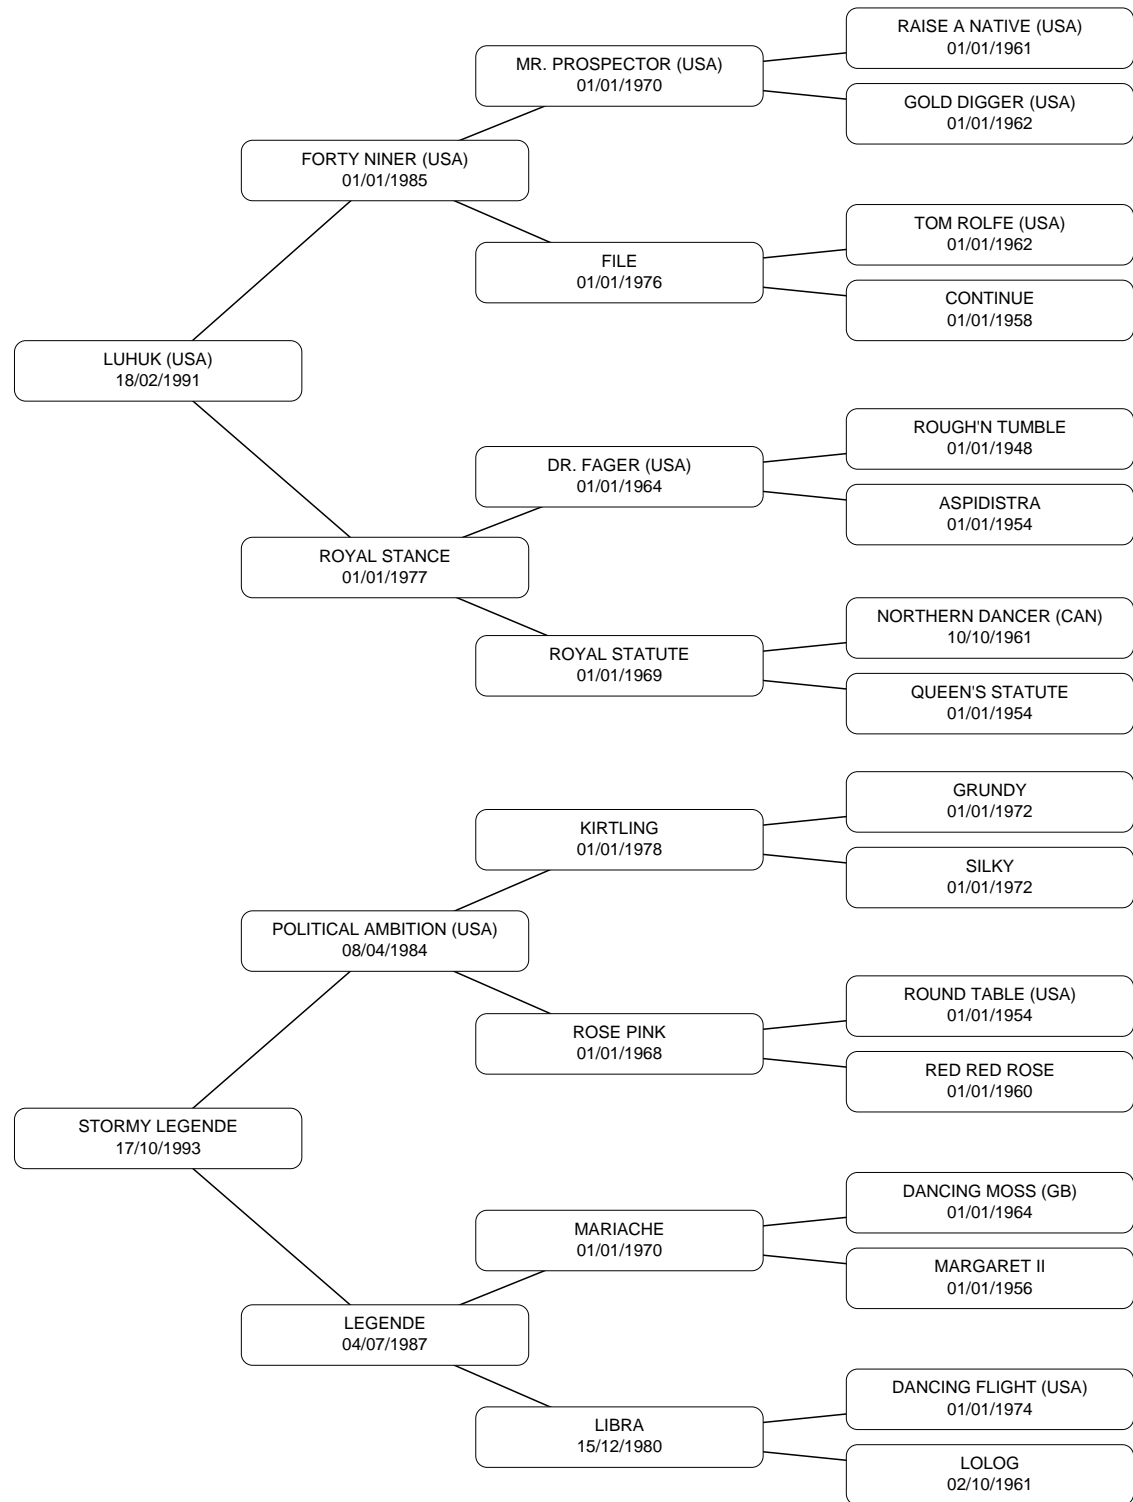 RAISE A NATIVE (USA)
01/01/1961
MR. PROSPECTOR (USA)
01/01/1970
GOLD DIGGER (USA)
01/01/1962
FORTY NINER (USA)
01/01/1985
TOM ROLFE (USA)
01/01/1962
FILE
01/01/1976
CONTINUE
01/01/1958
LUHUK (USA)
18/02/1991
ROUGH'N TUMBLE
01/01/1948
DR. FAGER (USA)
01/01/1964
ASPIDISTRA
01/01/1954
ROYAL STANCE
01/01/1977
NORTHERN DANCER (CAN)
10/10/1961
ROYAL STATUTE
01/01/1969
QUEEN'S STATUTE
01/01/1954
GRUNDY
01/01/1972
KIRTLING
01/01/1978
SILKY
01/01/1972
POLITICAL AMBITION (USA)
08/04/1984
ROUND TABLE (USA)
01/01/1954
ROSE PINK
01/01/1968
RED RED ROSE
01/01/1960
STORMY LEGENDE
17/10/1993
DANCING MOSS (GB)
01/01/1964
MARIACHE
01/01/1970
MARGARET II
01/01/1956
LEGENDE
04/07/1987
DANCING FLIGHT (USA)
01/01/1974
LIBRA
15/12/1980
LOLOG
02/10/1961